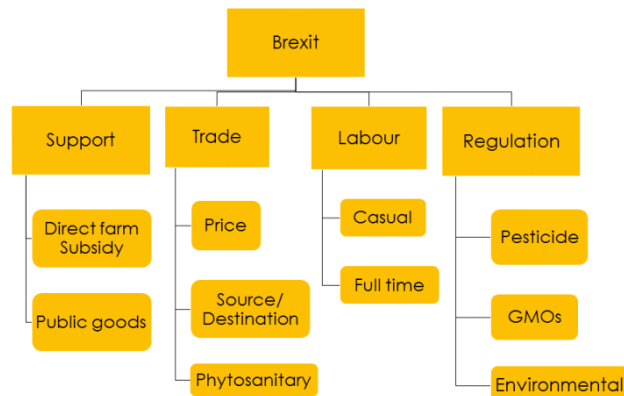 Brexit
Support
Trade
Labour
Regulation
Direct farm
Subsidy
Public goods
Price
Source/
Destination
Phytosanitary
Casual
Full time
Pesticide
GMOs
Environmental